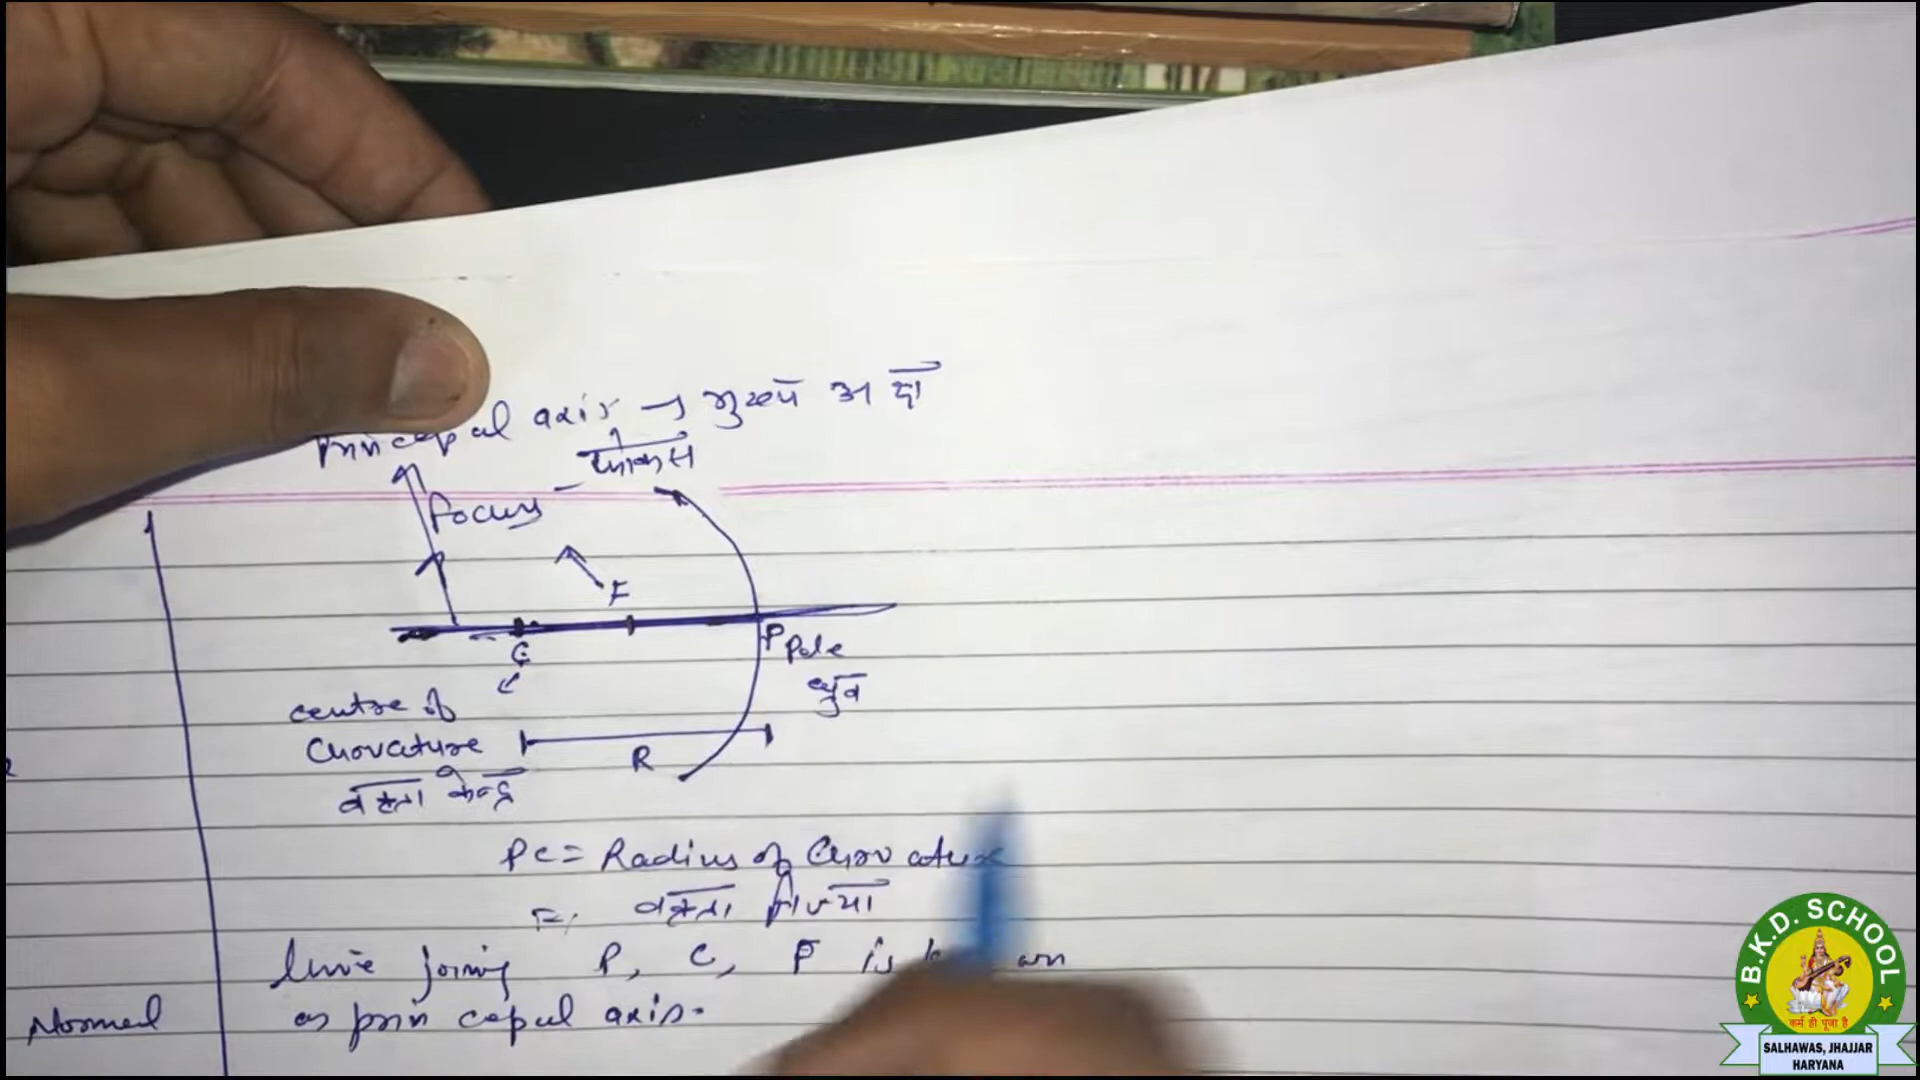 Principal axis → मुख्य अक्ष
फोकस
Focus -
F
C
P Pole
ध्रुव
centre of
Curvature
R
वक्रता केन्द्र
PC = Radius of Curvature
= वक्रता त्रिज्या
line joining P, C, F is known
Normal
as principal axis.
B.K.D. SCHOOL
कर्म ही पूजा है
SALHAWAS, JHAJJAR
HARYANA